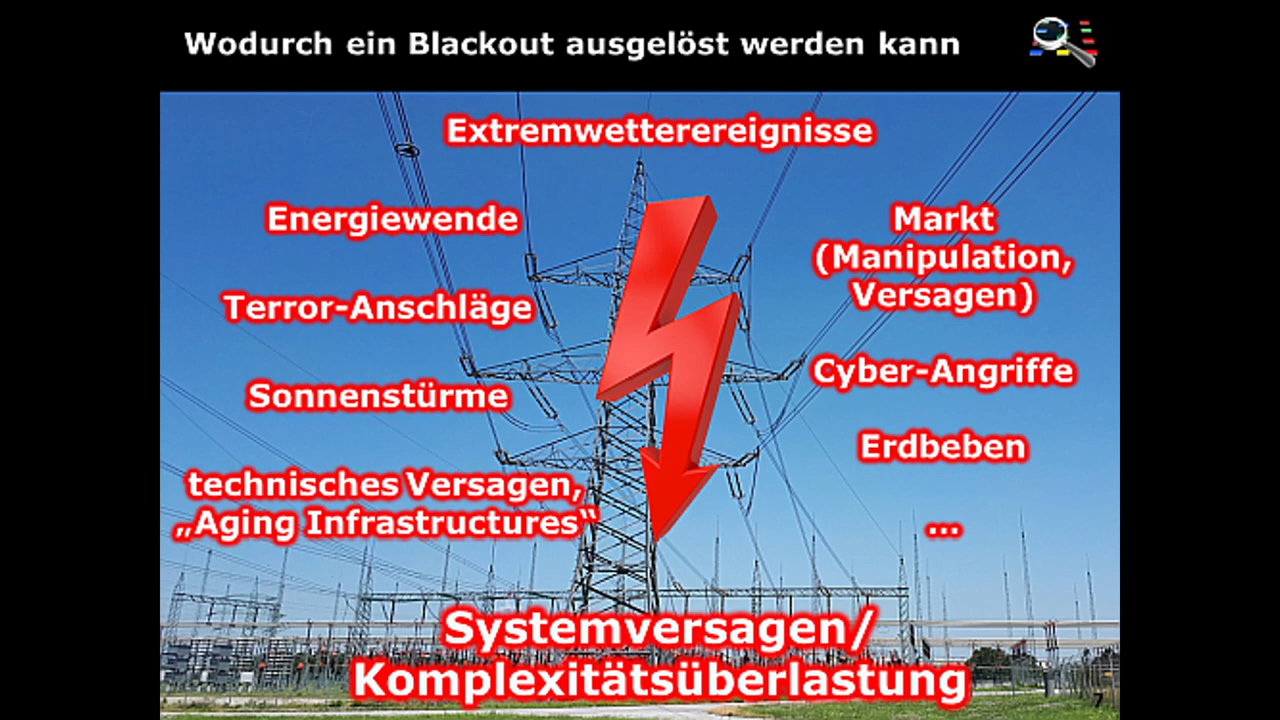 Wodurch ein Blackout ausgelöst werden kann
Extremwetterereignisse
Energiewende
Terror-Anschläge
Sonnenstürme
technisches Versagen,
„Aging Infrastructures“
Markt
(Manipulation,
Versagen)
Cyber-Angriffe
Erdbeben
...
Systemversagen/
Komplexitätsüberlastung
7